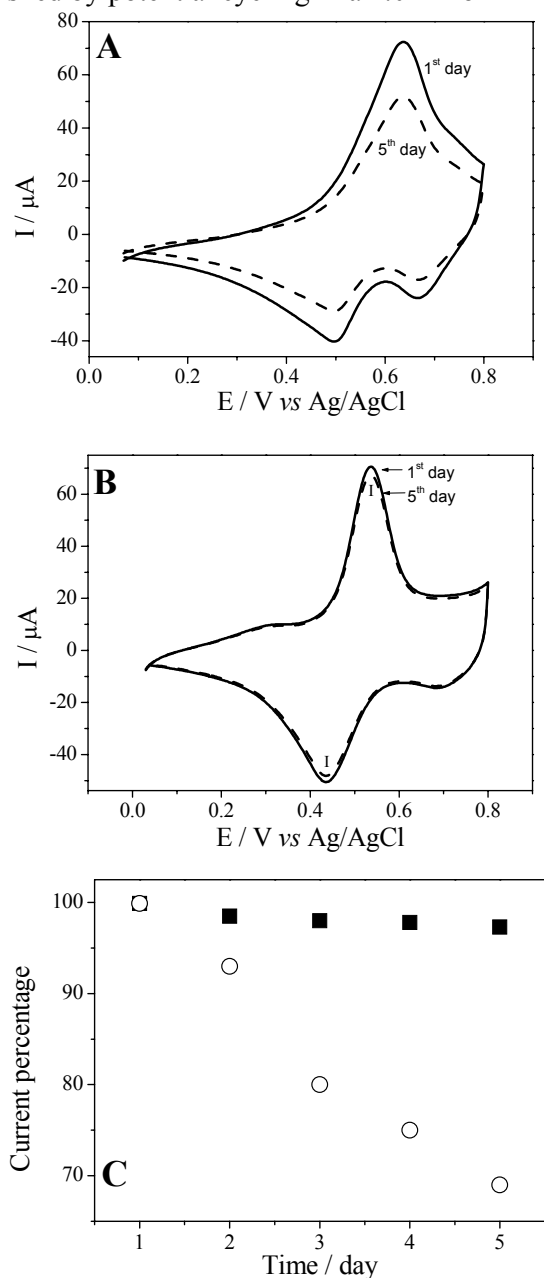 A
1st day
5th day
80
60
40
20
0
-20
-40
I / μA
0.0 0.2 0.4 0.6 0.8
E / V vs Ag/AgCl
B
1st day
I
5th day
60
40
20
0
-20
-40
I / μA
I
0.0 0.2 0.4 0.6 0.8
E / V vs Ag/AgCl
100
90
80
70
Current percentage
C
1 2 3 4 5
Time / day